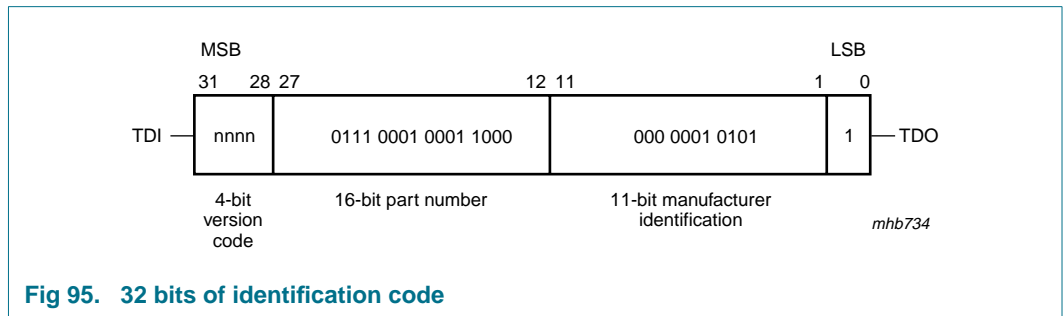 MSB LSB
31 28 27 12 11 1 0
TDI nnnn 0111 0001 0001 1000 000 0001 0101 1 TDO
4-bit 16-bit part number 11-bit manufacturer
version identification
code
mhb734
Fig 95. 32 bits of identification code